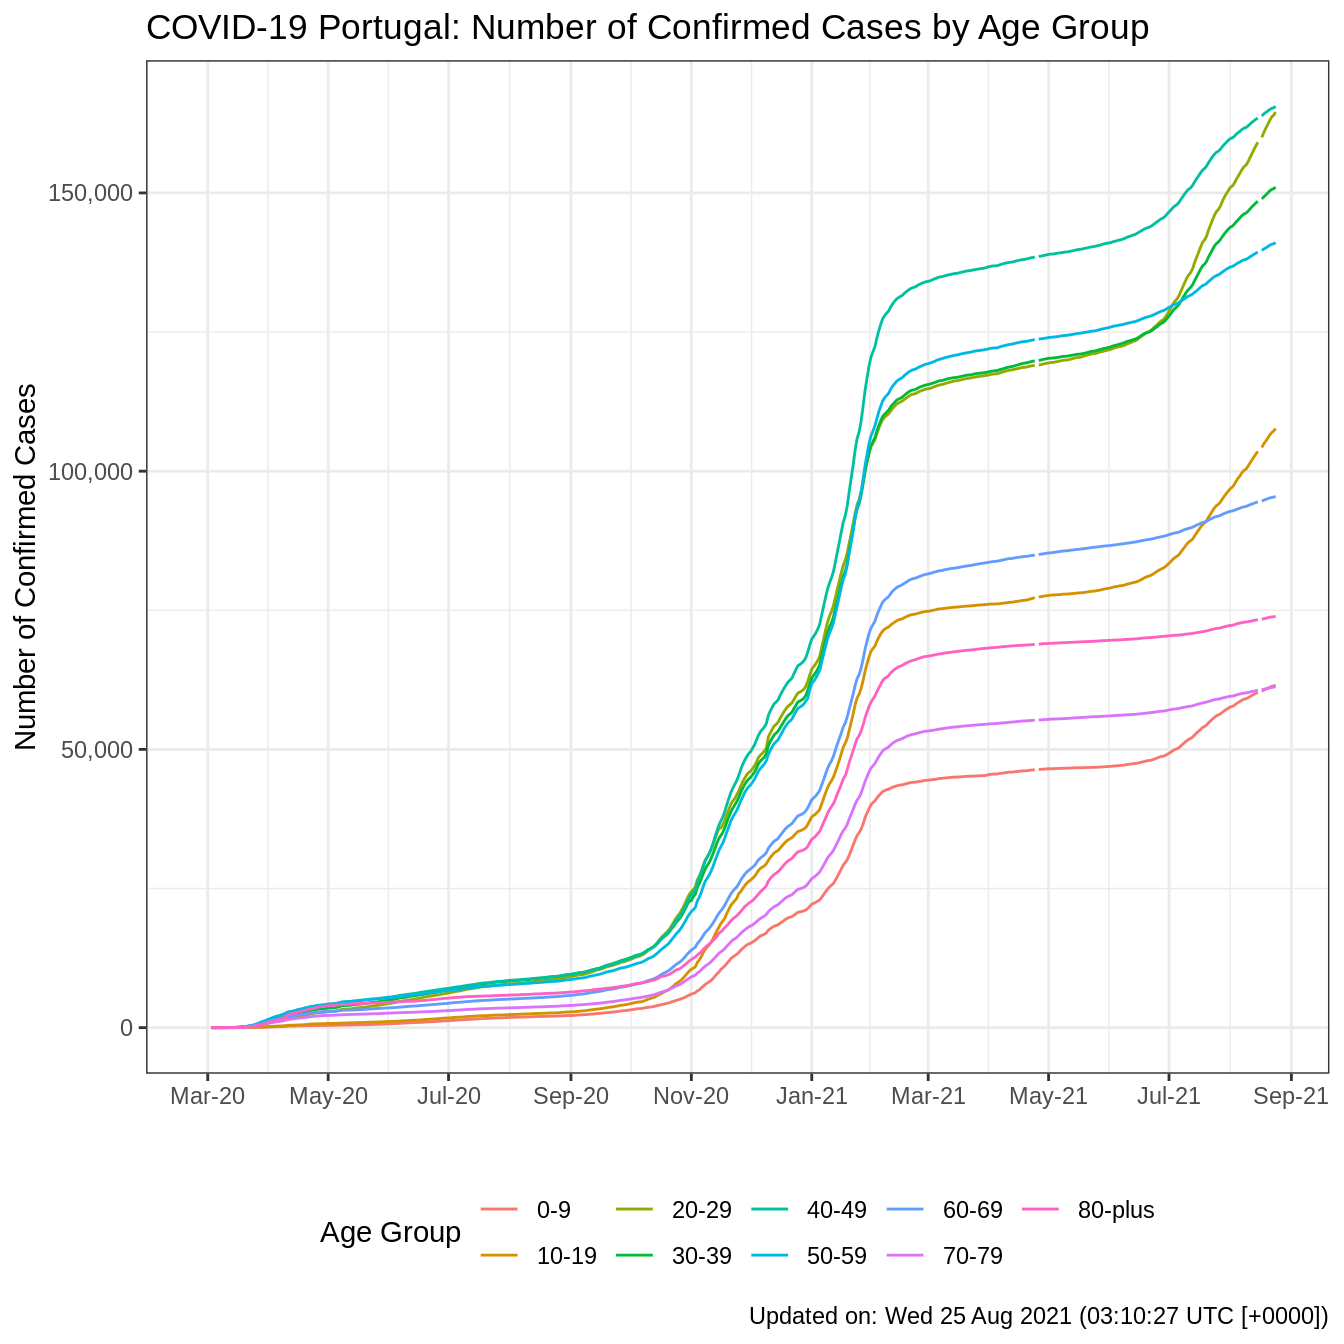 COVID-19 Portugal: Number of Confirmed Cases by Age Group
Number of Confirmed Cases
150,000
100,000
50,000
0
Mar-20 May-20 Jul-20 Sep-20 Nov-20 Jan-21 Mar-21 May-21 Jul-21 Sep-21
Age Group
0-9 20-29 40-49 60-69 80-plus
10-19 30-39 50-59 70-79
Updated on: Wed 25 Aug 2021 (03:10:27 UTC [+0000])